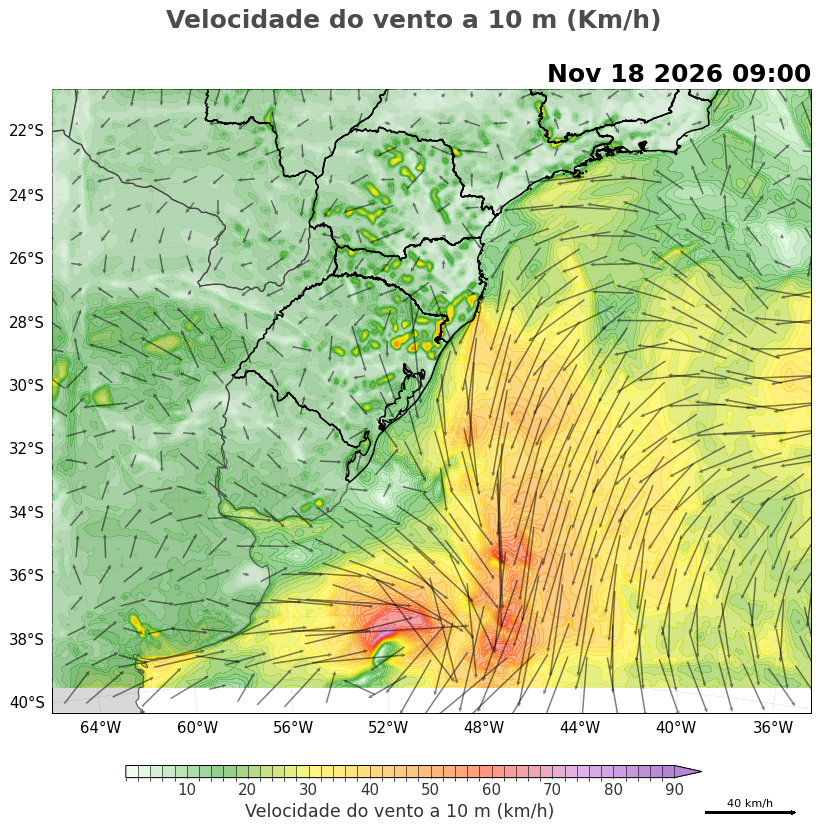 Velocidade do vento a 10 m (Km/h)
Nov 18 2026 09:00
22°S
24°S
26°S
28°S
30°S
32°S
34°S
36°S
38°S
40°S
64°W 60°W 56°W 52°W 48°W 44°W 40°W 36°W
10 20 30 40 50 60 70 80 90
Velocidade do vento a 10 m (km/h)
40 km/h